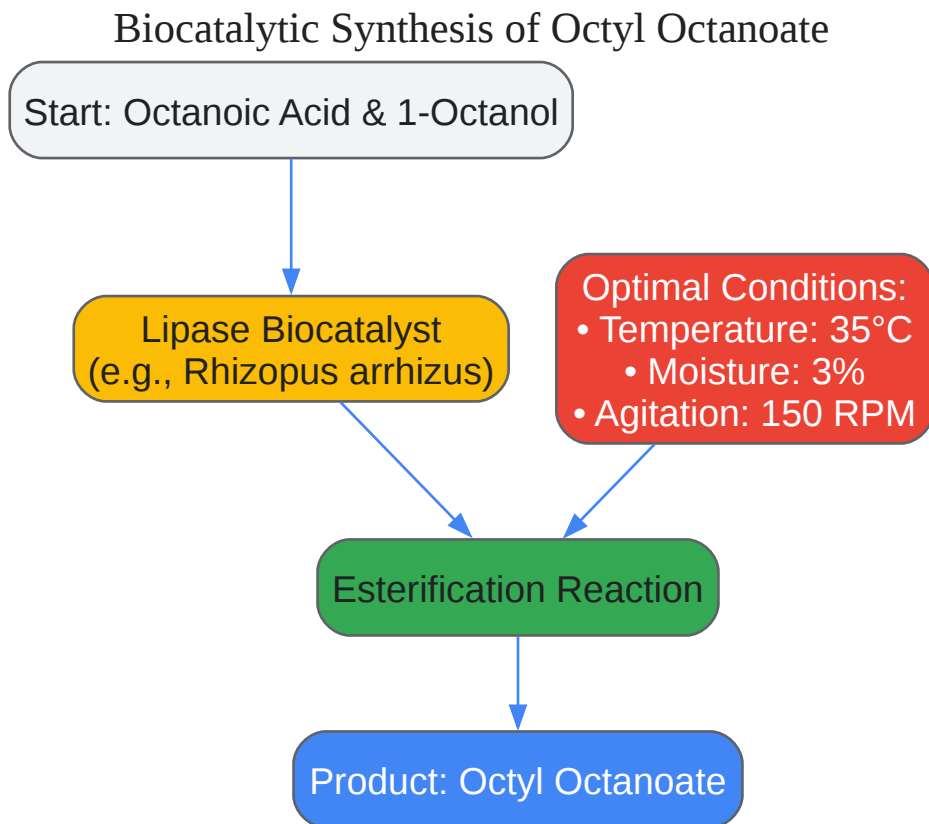 Biocatalytic Synthesis of Octyl Octanoate
Start: Octanoic Acid & 1-Octanol
Lipase Biocatalyst
(e.g., Rhizopus arrhizus)
Optimal Conditions:
• Temperature: 35°C
• Moisture: 3%
• Agitation: 150 RPM
Esterification Reaction
Product: Octyl Octanoate